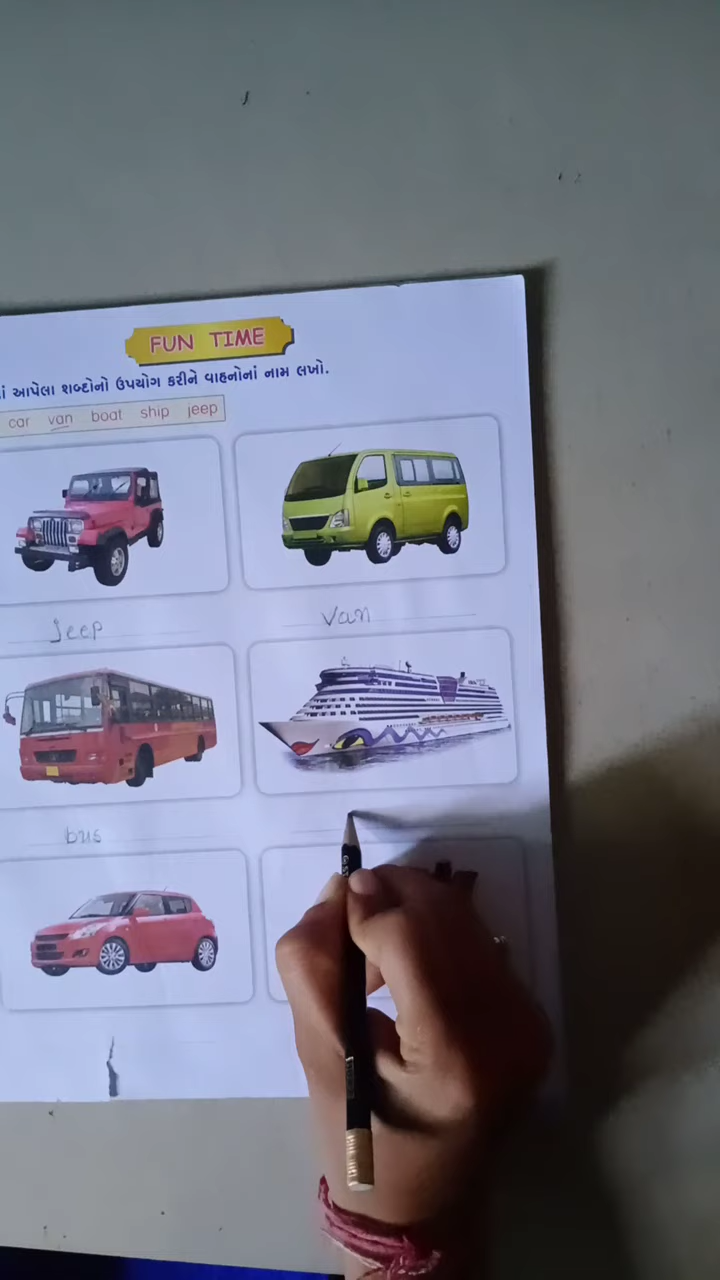 FUN TIME
આપેલા શબ્દોનો ઉપયોગ કરીને વાહનોનાં નામ લખો.
car van boat ship jeep
Jeep
Van
bus